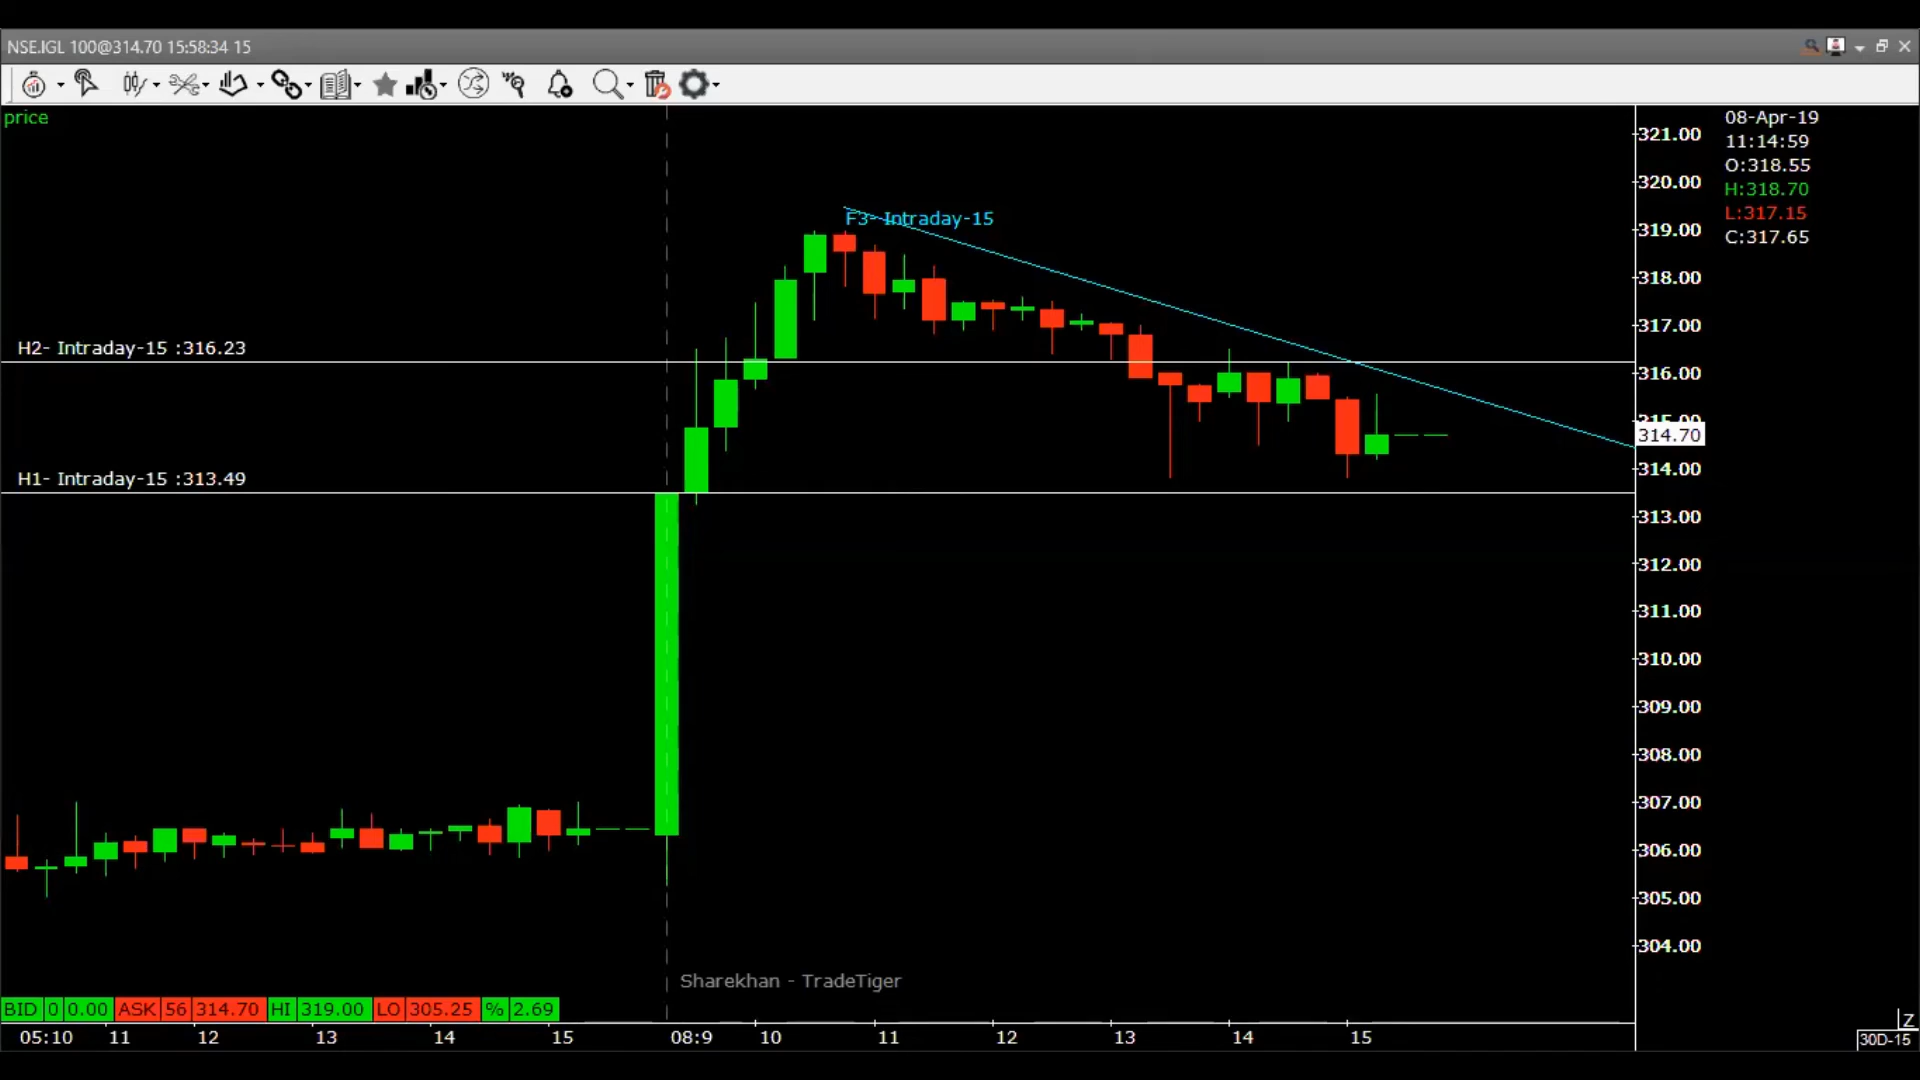 NSE.IGL 100@314.70 15:58:34 15
price
08-Apr-19
11:14:59
O:318.55
H:318.70
L:317.15
C:317.65
321.00
320.00
319.00
318.00
317.00
316.00
315.00
314.70
314.00
313.00
312.00
311.00
310.00
309.00
308.00
307.00
306.00
305.00
304.00
F3- Intraday-15
H2- Intraday-15 :316.23
H1- Intraday-15 :313.49
Sharekhan - TradeTiger
BID 0 0.00 ASK 56 314.70 HI 319.00 LO 305.25 % 2.69
05:10 11 12 13 14 15 08:9 10 11 12 13 14 15
Z
30D-15